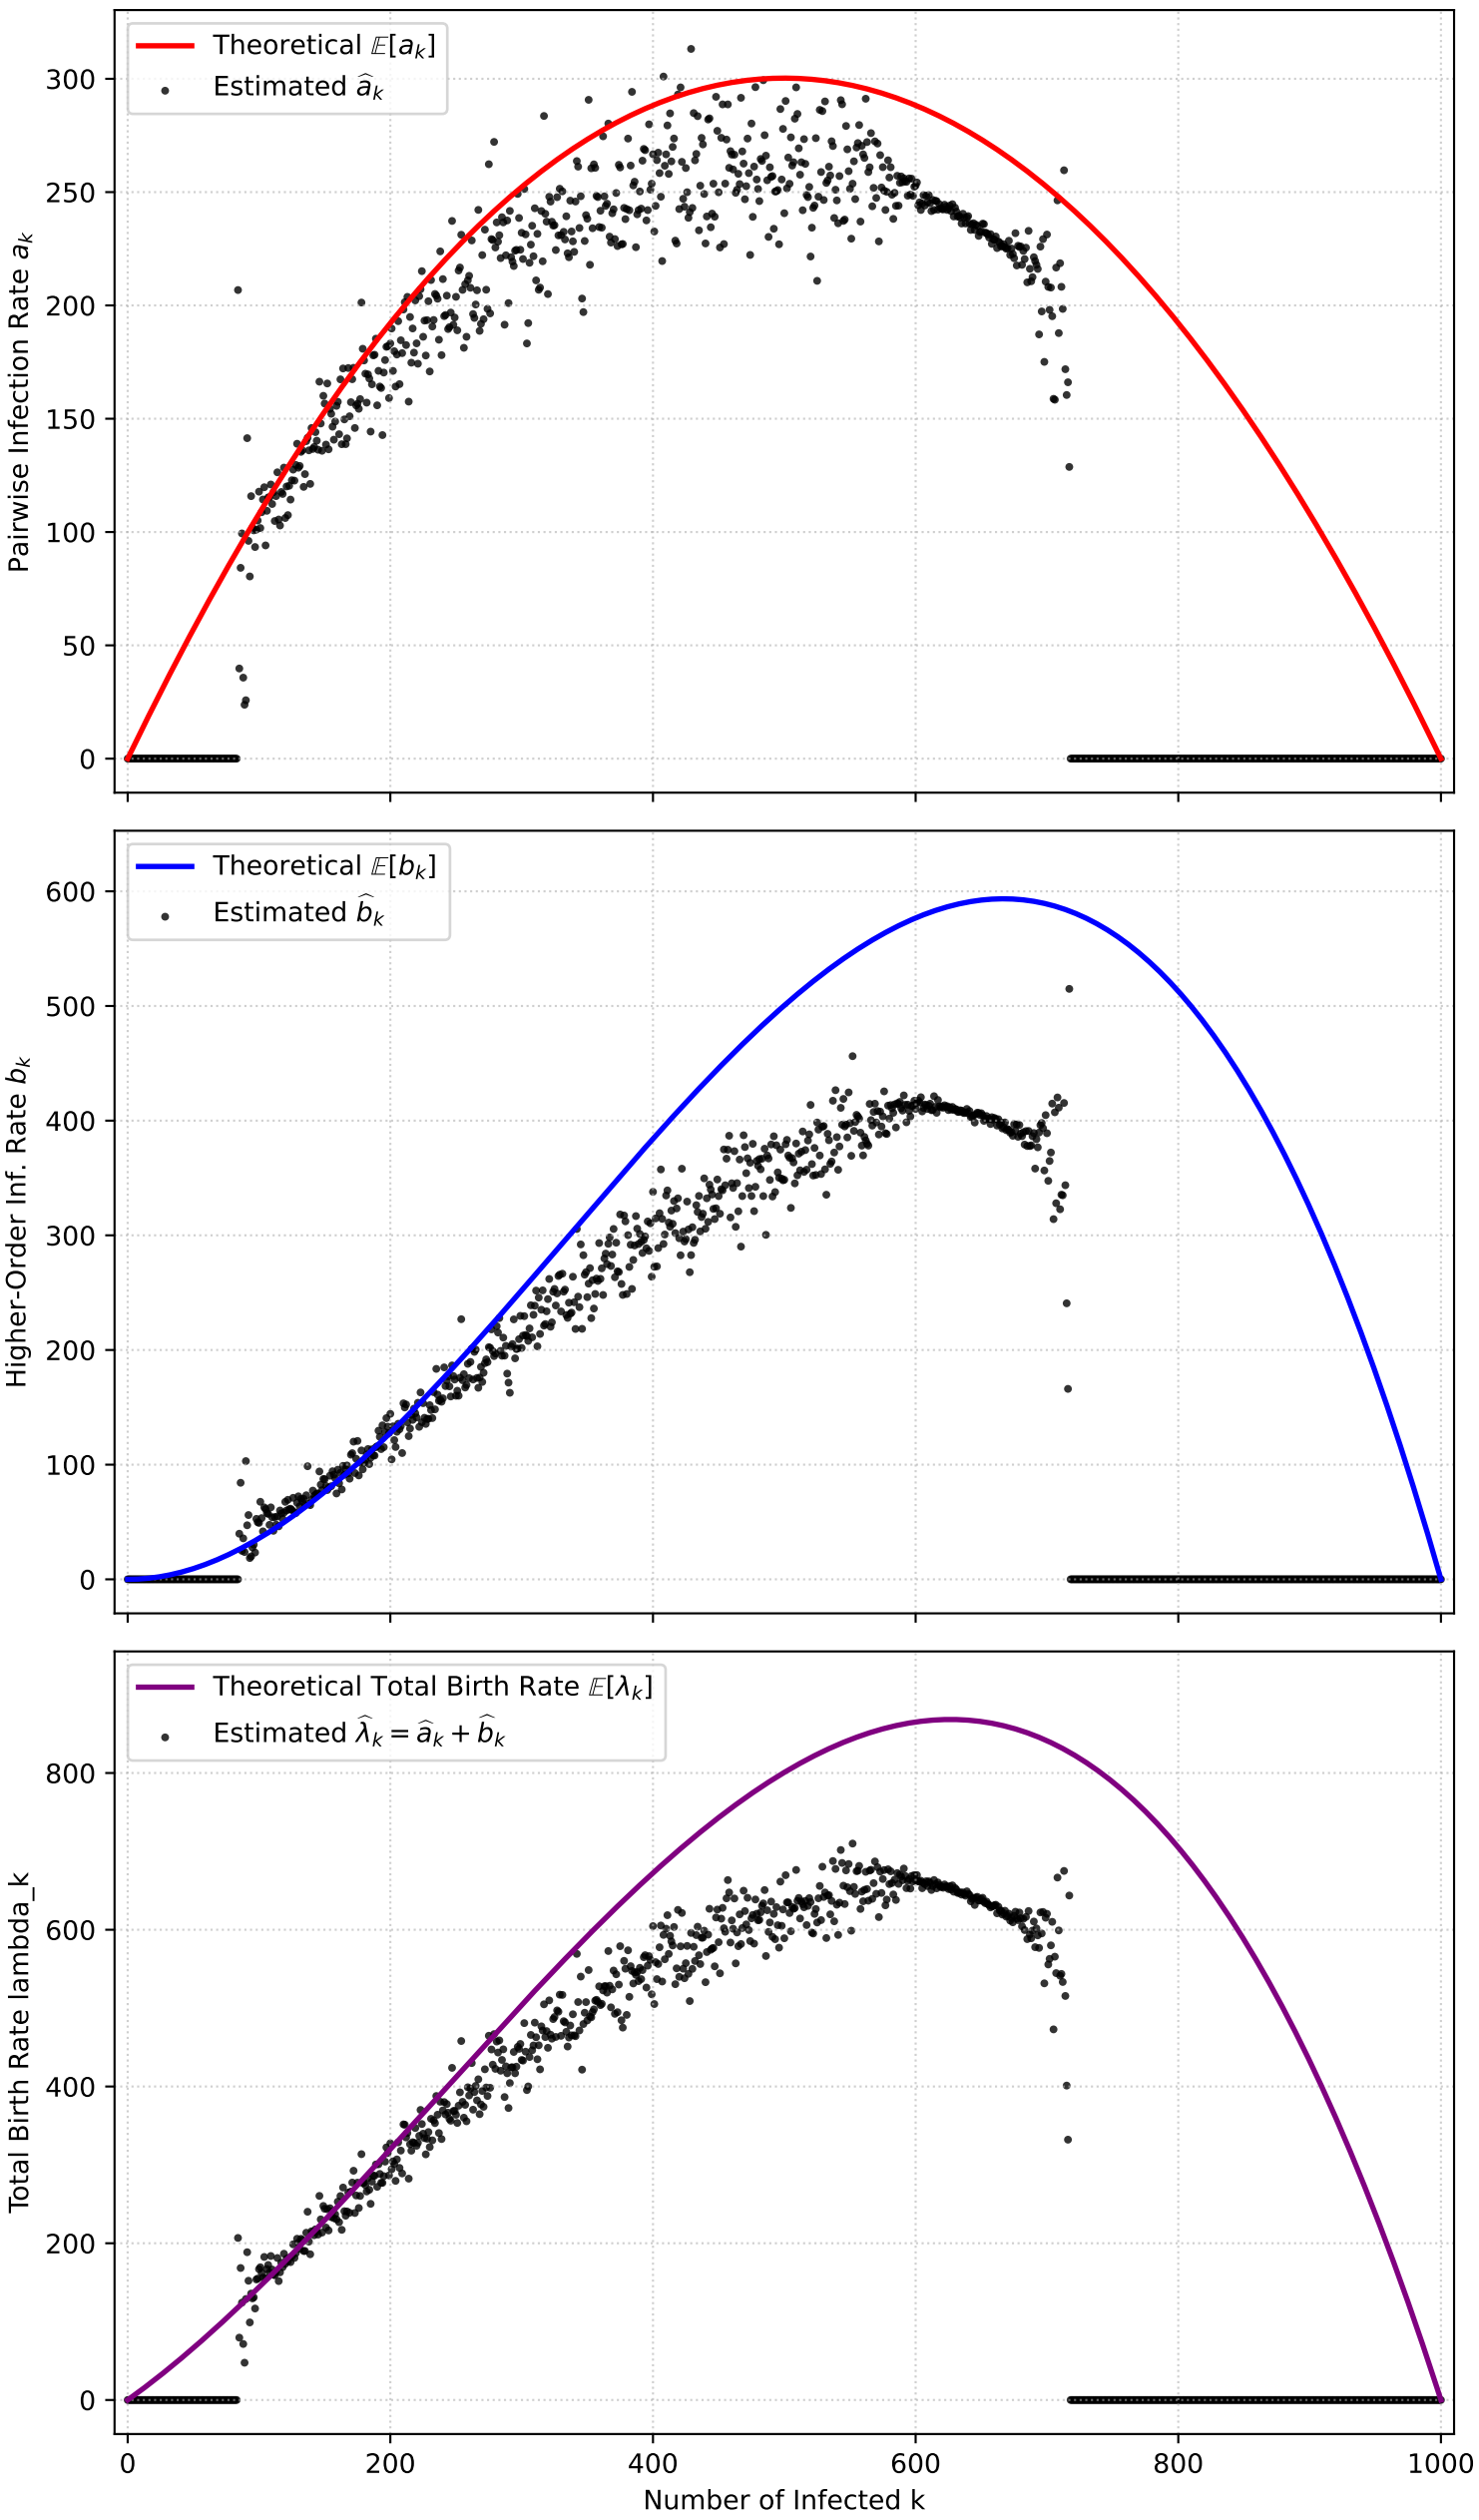 Theoretical 𝔼[a_k]
Estimated â_k
300
250
200
150
100
50
0
Pairwise Infection Rate a_k
Theoretical 𝔼[b_k]
Estimated b̂_k
600
500
400
300
200
100
0
Higher-Order Inf. Rate b_k
Theoretical Total Birth Rate 𝔼[λ_k]
Estimated λ̂_k = â_k + b̂_k
800
600
400
200
0
Total Birth Rate lambda_k
0 200 400 600 800 1000
Number of Infected k